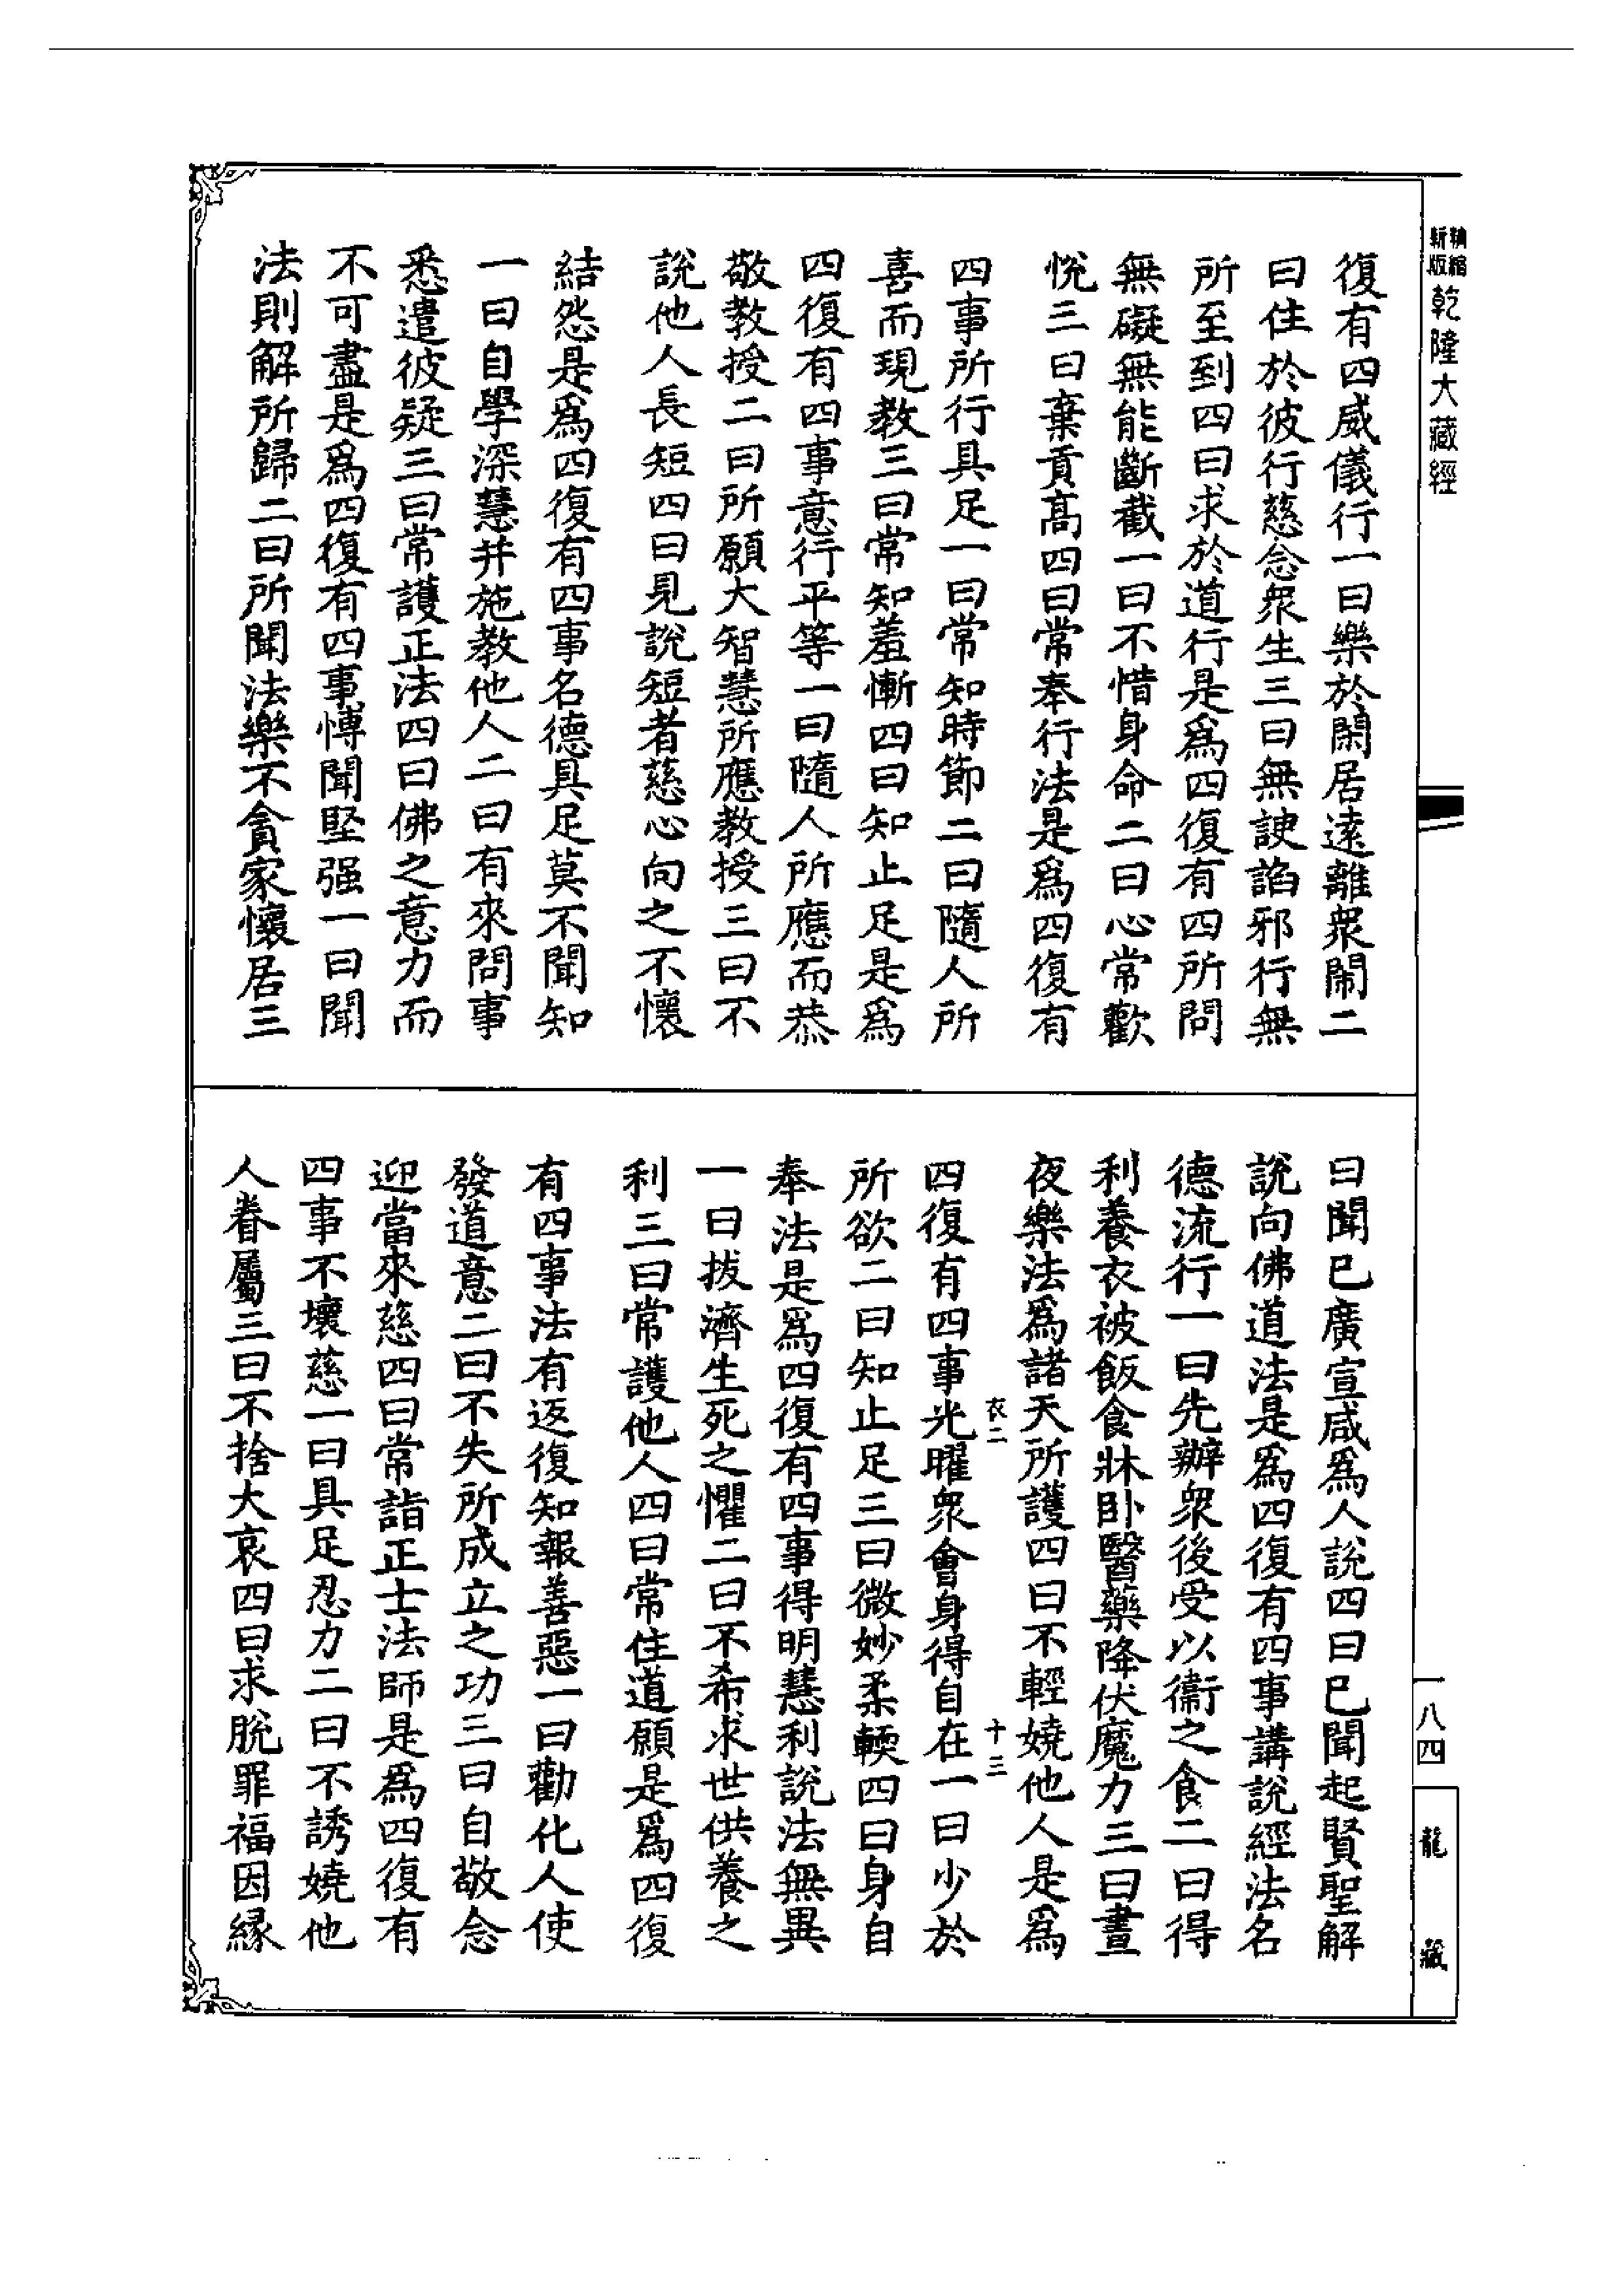 精縮
新版
乾隆大藏經
復有四威儀行一曰樂於閑居遠離衆閙二
曰住於彼行慈念衆生三曰無諛諂邪行無
所至到四曰求於道行是爲四復有四所問
無礙無能斷截一曰不惜身命二曰心常歡
悅三曰棄貢高四曰常奉行法是爲四復有
四事所行具足一曰常知時節二曰隨人所
喜而現教三曰常知羞慚四曰知止足是爲
四復有四事意行平等一曰隨人所應而恭
敬教授二曰所願大智慧所應教授三曰不
說他人長短四曰見說短者慈心向之不懷
結怨是爲四復有四事名德具足莫不聞知
一曰自學深慧并施教他人二曰有來問事
悉遣彼疑三曰常護正法四曰佛之意力而
不可盡是爲四復有四事愽聞堅强一曰聞
法則解所歸二曰所聞法樂不貪家懷居三
曰聞已廣宣咸爲人說四曰已聞起賢聖解
說向佛道法是爲四復有四事講說經法名
德流行一曰先辦衆後受以衞之食二曰得
利養衣被飯食牀卧醫藥降伏魔力三曰晝
夜樂法爲諸天所護四曰不輕嬈他人是爲
衣二
十三
四復有四事光曜衆會身得自在一曰少於
所欲二曰知止足三曰微妙柔輭四曰身自
奉法是爲四復有四事得明慧利說法無異
一曰拔濟生死之懼二曰不希求世供養之
利三曰常護他人四曰常住道願是爲四復
有四事法有返復知報善惡一曰勸化人使
發道意二曰不失所成立之功三曰自敬念
迎當來慈四曰常詣正士法師是爲四復有
四事不壞慈一曰具足忍力二曰不誘嬈他
人眷屬三曰不捨大哀四曰求脫罪福因緣
一八四
龍藏